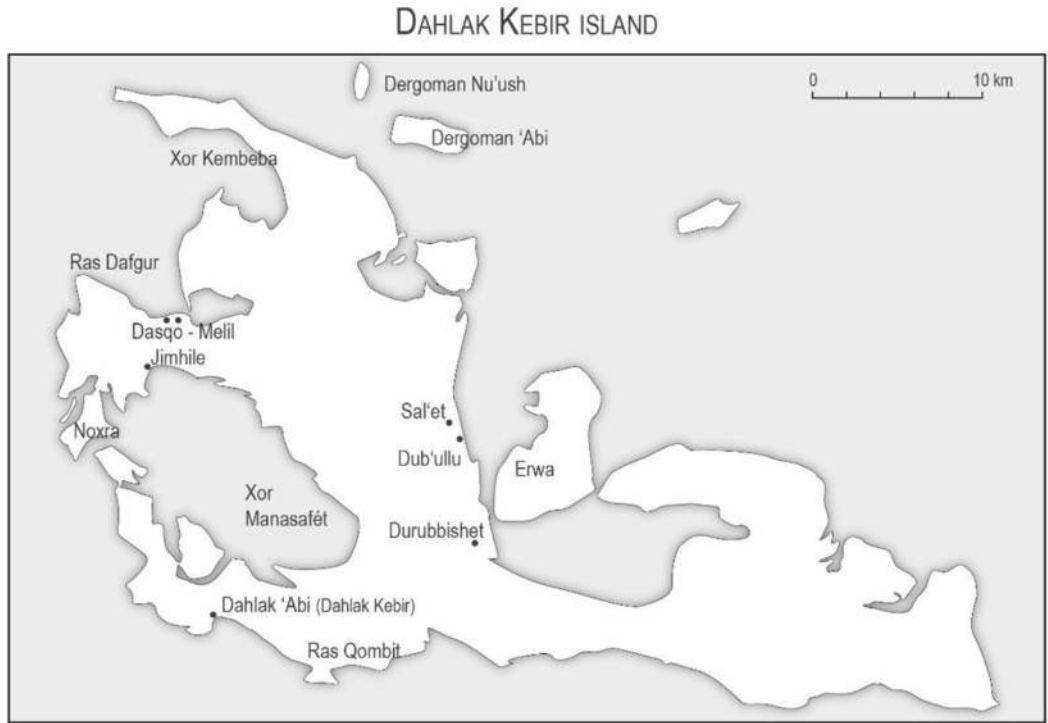 DAHLAK KEBIR ISLAND
0 10 km
Dergoman Nu'ush
Dergoman ‘Abi
Xor Kembeba
Ras Dafgur
Dasqo - Melil
Jimhile
Sal‘et
Noxra
Dub‘ullu
Erwa
Xor
Manasafét
Durubbishet
Dahlak ‘Abi (Dahlak Kebir)
Ras Qombit